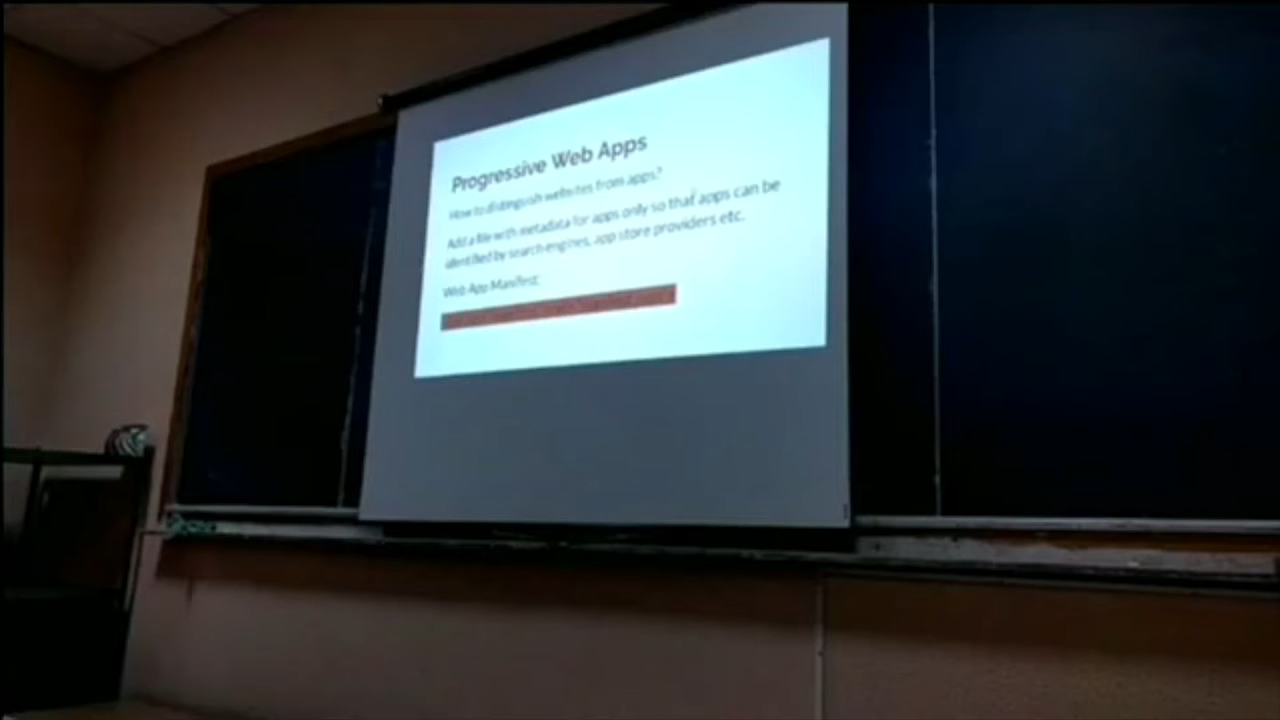 Progressive Web Apps
How to distinguish websites from apps?
Add a file with metadata for apps only so that apps can be
identified by search engines, app store providers etc.
Web App Manifest: